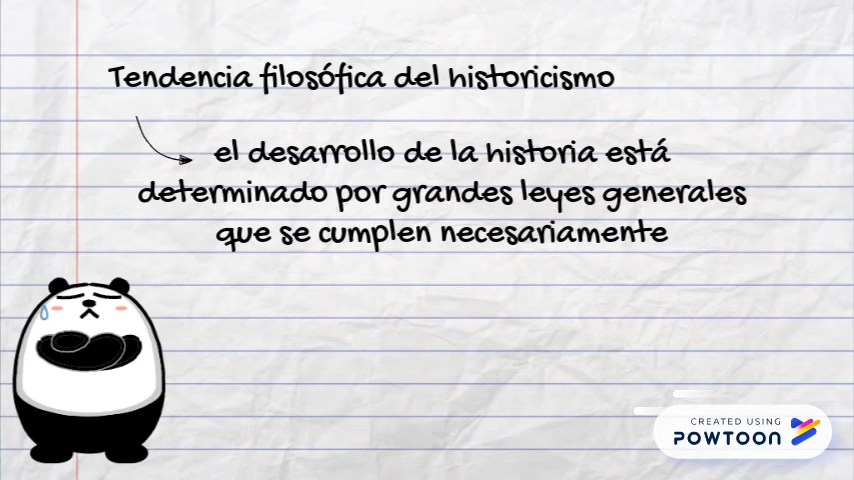 Tendencia filosófica del historicismo
el desarrollo de la historia está
determinado por grandes leyes generales
que se cumplen necesariamente
CREATED USING
POWTOON